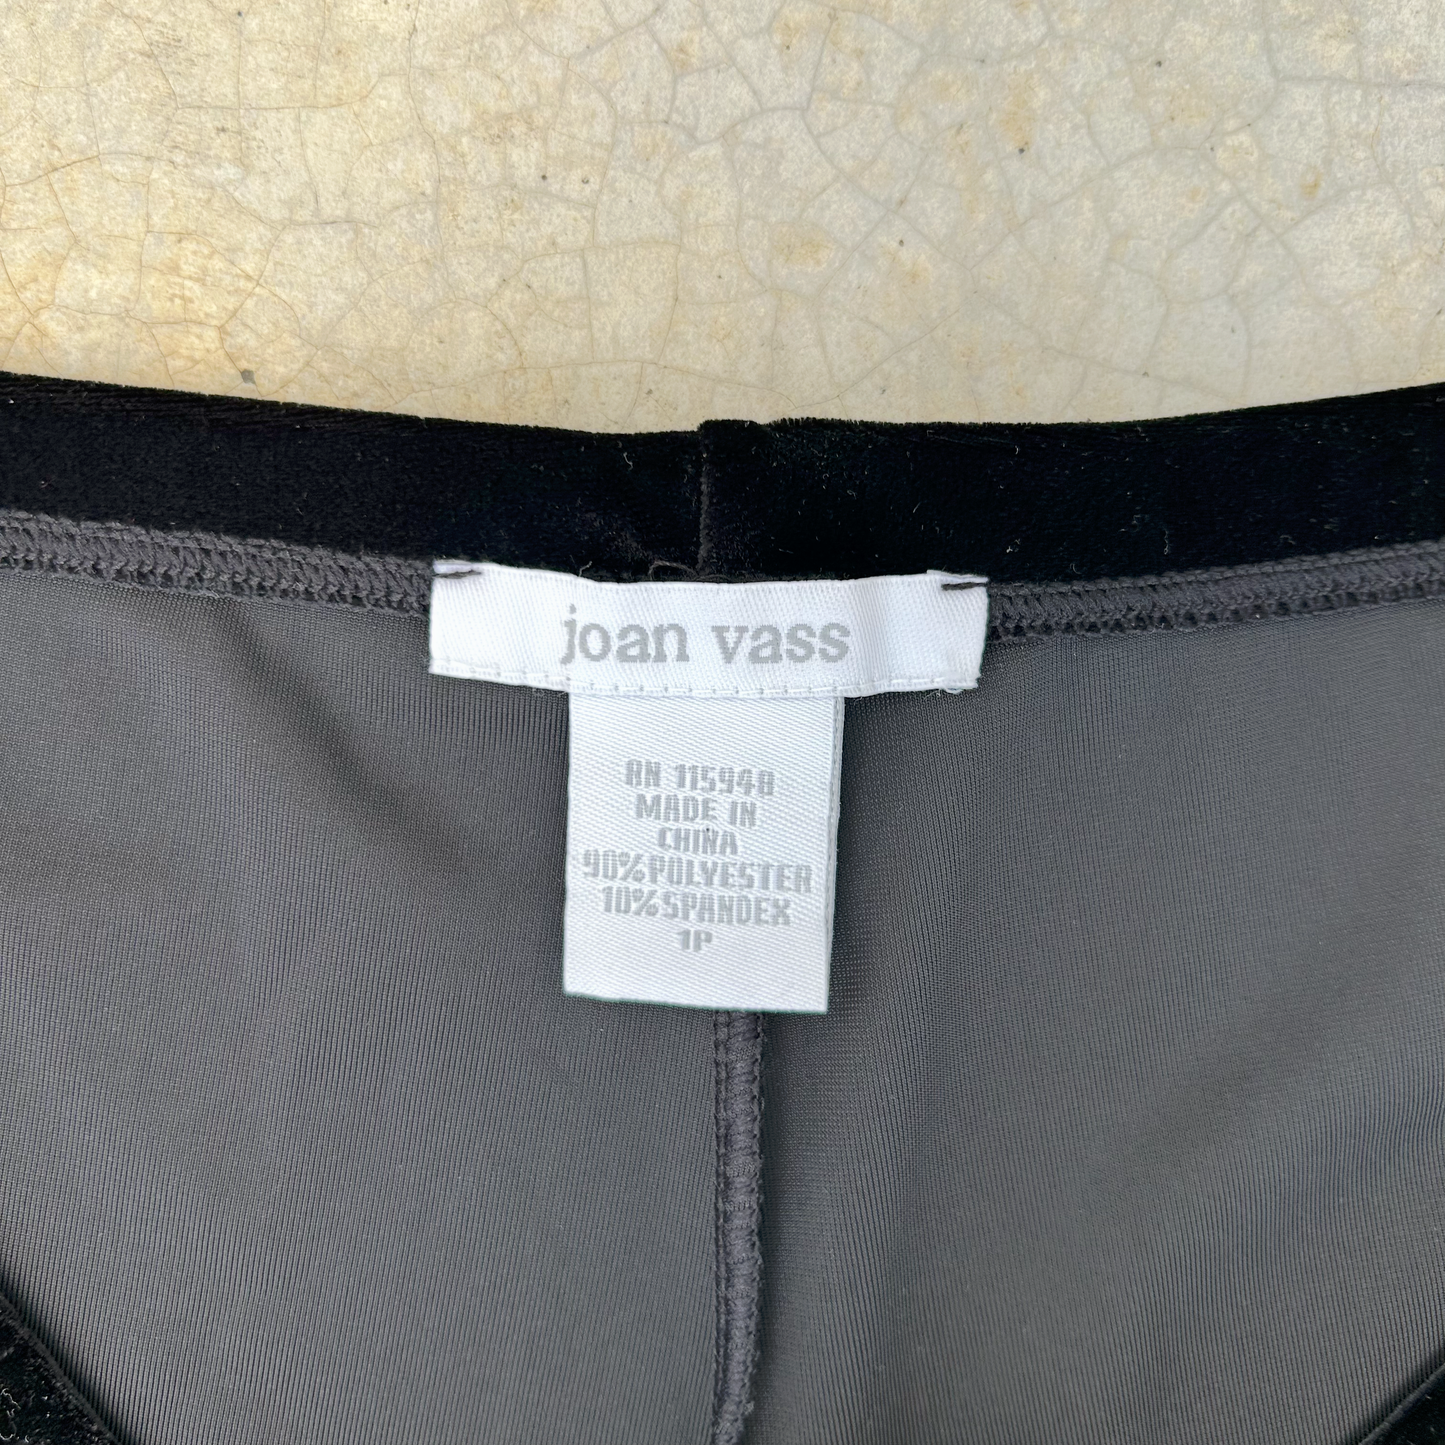 joan vass
RN 115948
MADE IN
CHINA
90%POLYESTER
10%SPANDEX
1P